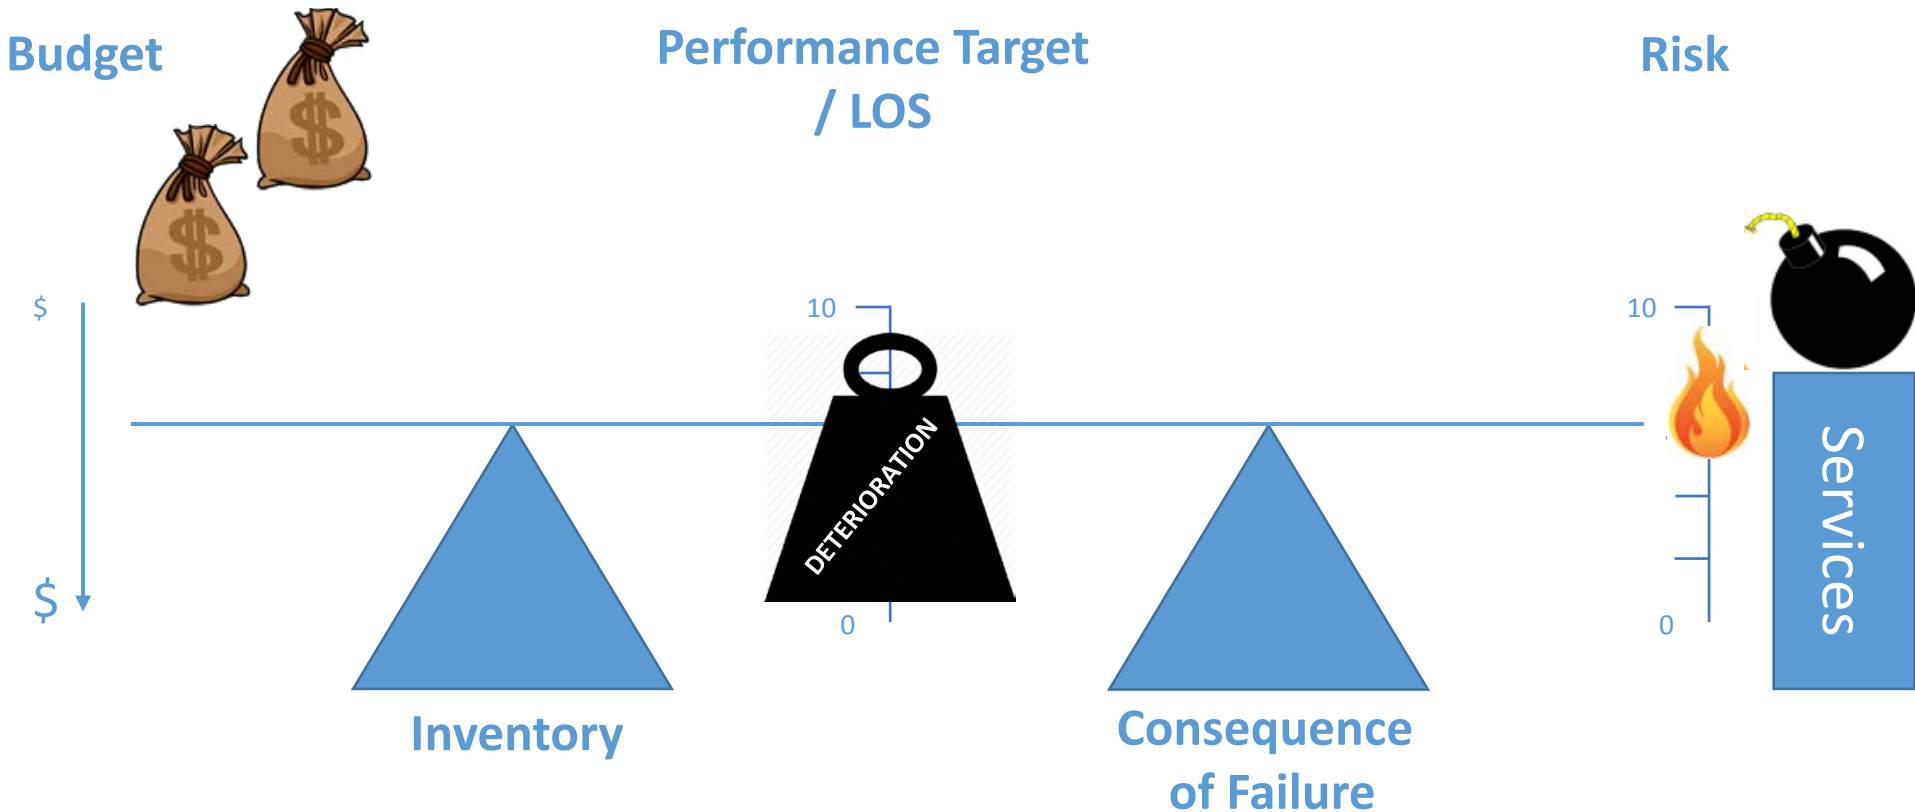 Budget
Performance Target
/ LOS
Risk
$
$
$
10
10
DETERIORATION
Services
$
0
0
Inventory
Consequence
of Failure